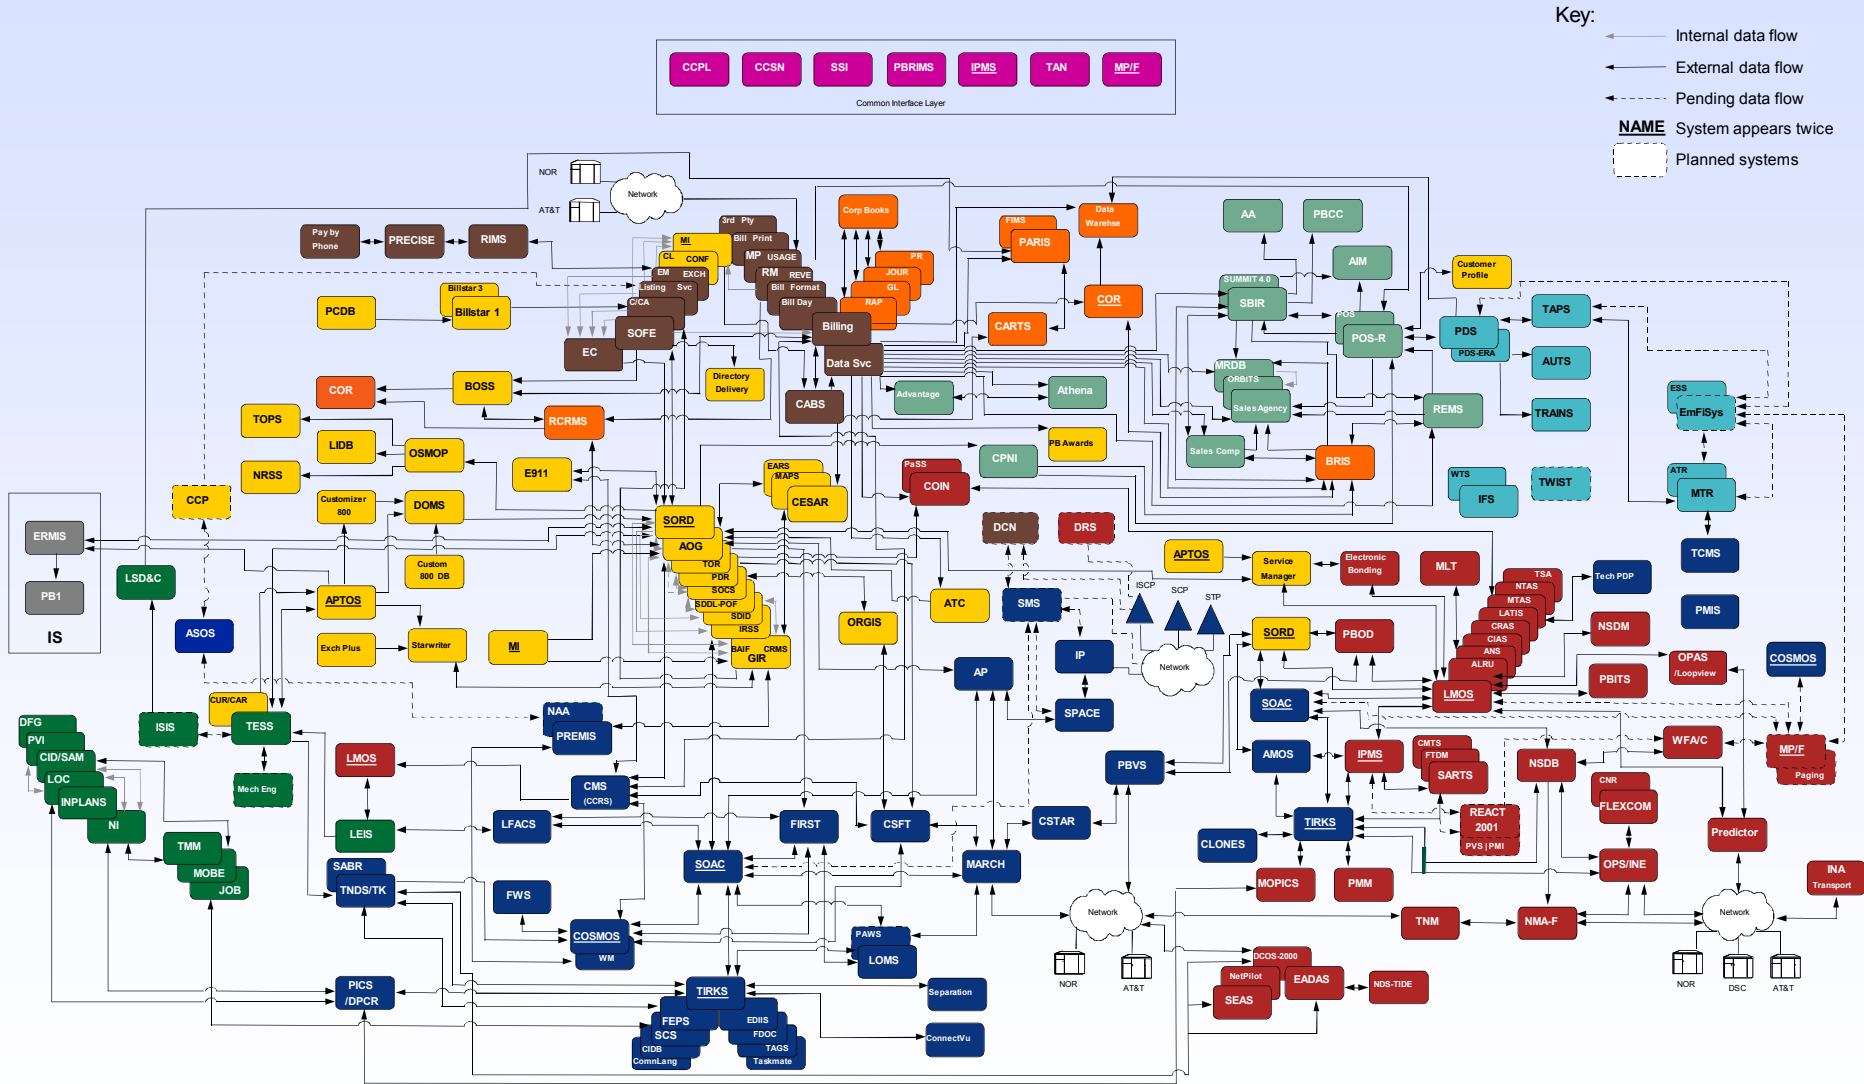 Key:
Internal data flow
External data flow
Pending data flow
NAME System appears twice
Planned systems
CCPL
CCSN
SSI
PBRIMS
IPMS
TAN
MP/F
Common Interface Layer
NOR
AT&T
Network
Pay by
Phone
PRECISE
RIMS
3rd Pty
Bill Print
MP USAGE
RM REVE
Bill Format
Bill Day
Billing
Data Svc
MI
CL CONF
EM EXCH
Listing Svc
C/CA
SOFE
EC
Corp Books
PR
JOUR
GL
RAP
FIMS
PARIS
Data
Warehse
COR
CARTS
AA
PBCC
AIM
SUMMIT 4.0
SBIR
POS
POS-R
Customer
Profile
PDS
PDS-ERA
TAPS
AUTS
TRAINS
ESS
EmFiSys
PCDB
Billstar 3
Billstar 1
COR
BOSS
RCRMS
Directory
Delivery
CABS
Advantage
Athena
MRDB
ORBITS
SalesAgency
Sales Comp
REMS
BRIS
TOPS
LIDB
NRSS
OSMOP
E911
EARS
MAPS
CESAR
PaSS
COIN
CPNI
PB Awards
WTS
IFS
TWIST
ATR
MTR
TCMS
PMIS
CCP
Customizer
800
DOMS
Custom
800 DB
ERMIS
PB1
IS
LSD&C
ASOS
APTOS
Exch Plus
Starwriter
MI
SORD
AOG
TOR
PDR
SOCS
SDDL-POF
SDID
IRSS
BAIF CRMS
GIR
ORGIS
ATC
DCN
DRS
SMS
ISCP
SCP
STP
Network
IP
AP
SPACE
APTOS
Service
Manager
Electronic
Bonding
MLT
TSA
NTAS
MTAS
LATIS
CRAS
CIAS
ANS
ALRU
LMOS
Tech PDP
NSDM
OPAS
/Loopview
PBITS
COSMOS
SORD
PBOD
SOAC
AMOS
IPMS
CMTS
FTDM
SARTS
NSDB
WFA/C
MP/F
Paging
CUR/CAR
TESS
ISIS
Mech Eng
DFG
PVI
CID/SAM
LOC
INPLANS
NI
TMM
MOBE
JOB
LMOS
LEIS
NAA
PREMIS
CMS
(CCRS)
LFACS
FIRST
CSFT
CSTAR
PBVS
SOAC
MARCH
SABR
TNDS/TK
FWS
COSMOS
WM
PAWS
LOMS
PICS
/DPCR
TIRKS
FEPS
SCS
CIDB
ComnLang
EDIIS
FDOC
TAGS
Taskmate
Separation
ConnectVu
CLONES
TIRKS
REACT
2001
PVS | PMI
CNR
FLEXCOM
OPS/INE
Predictor
INA
Transport
MOPICS
PMM
TNM
NMA-F
Network
NOR
AT&T
DCOS-2000
NetPilot
SEAS
EADAS
NDS-TIDE
Network
NOR
DSC
AT&T